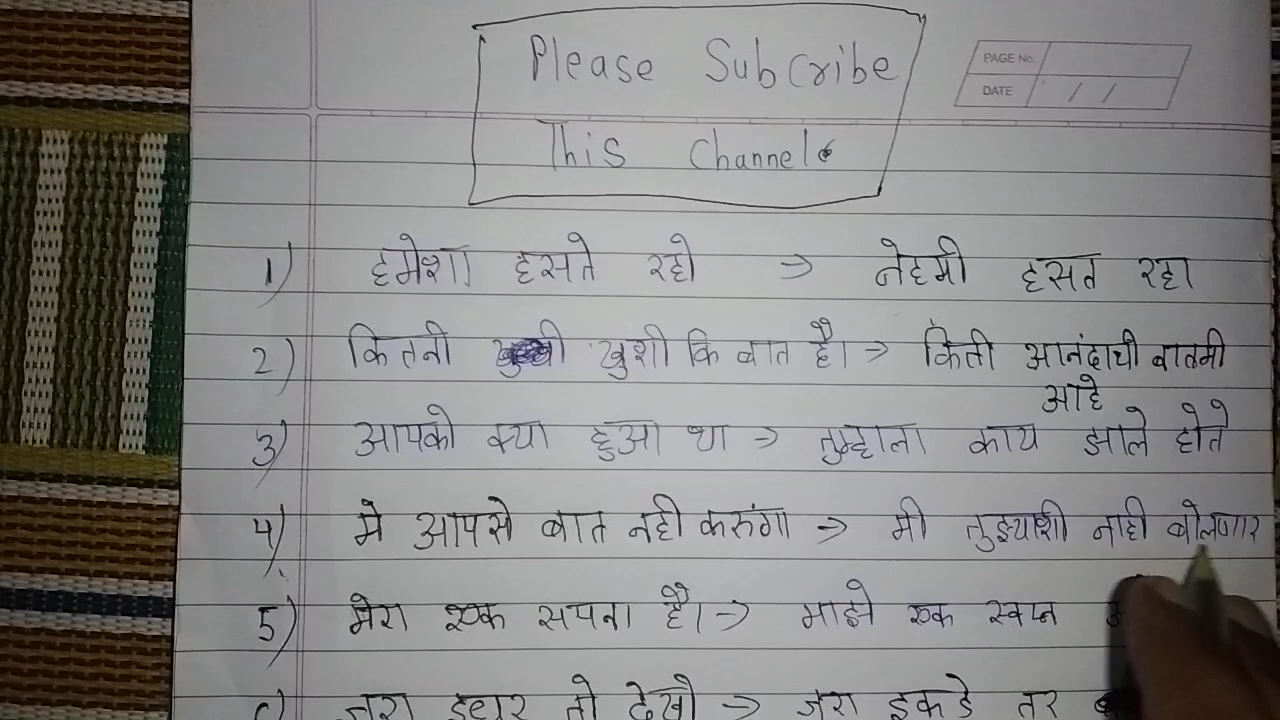 Please Subcribe
This Channel
PAGE No.
DATE / /
1) हमेशा हसते रहो ⇒ नेहमी हसत रहा
2) कितनी खुशी कि बात है। ⇒ किती आनंदाची बातमी
आहे
3) आपको क्या हुआ था ⇒ तुम्हाला काय झाले होते
4) मे आपसे बात नही करुंगा ⇒ मी तुझ्याशी नाही बोलणार
5) मेरा एक सपना है। ⇒ माझे एक स्वप्न
जरा इधर तो देखो ⇒ जरा इकडे तर